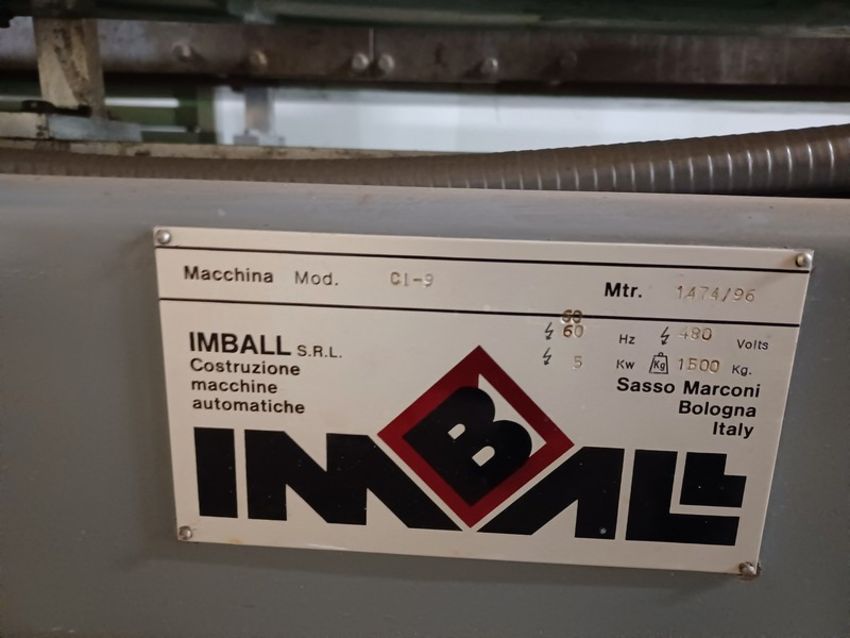 Macchina Mod. CI-9 Mtr. 1474/96
60
60 Hz 480 Volts
5 Kw Kg 1500 Kg.
IMBALL S.R.L.
Costruzione
macchine
automatiche
Sasso Marconi
Bologna
Italy
IMBALL